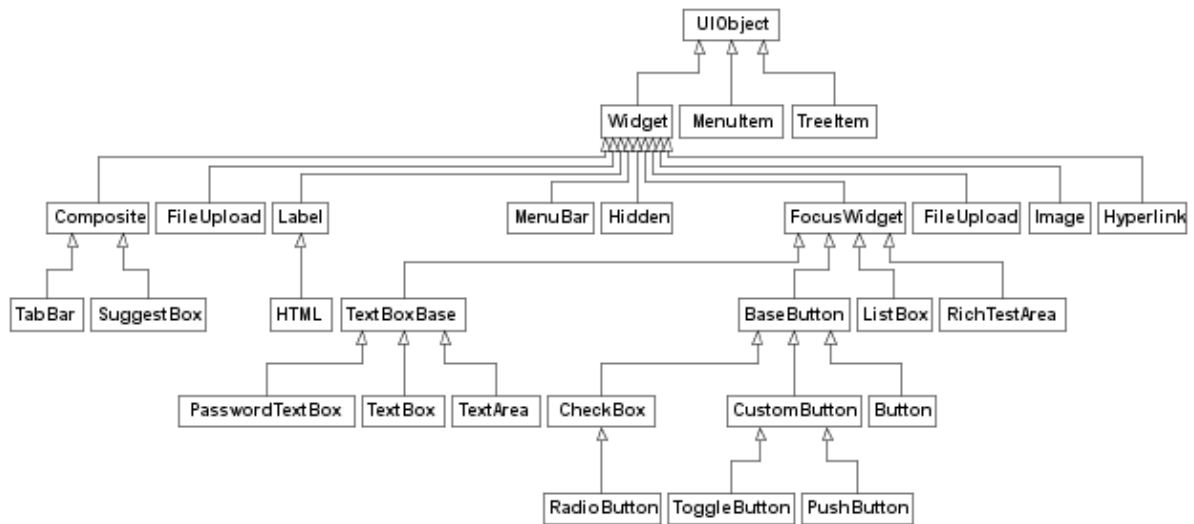 UIObject
Widget
MenuItem
TreeItem
Composite
FileUpload
Label
MenuBar
Hidden
FocusWidget
FileUpload
Image
Hyperlink
TabBar
SuggestBox
HTML
TextBoxBase
BaseButton
ListBox
RichTestArea
PasswordTextBox
TextBox
TextArea
CheckBox
CustomButton
Button
RadioButton
ToggleButton
PushButton